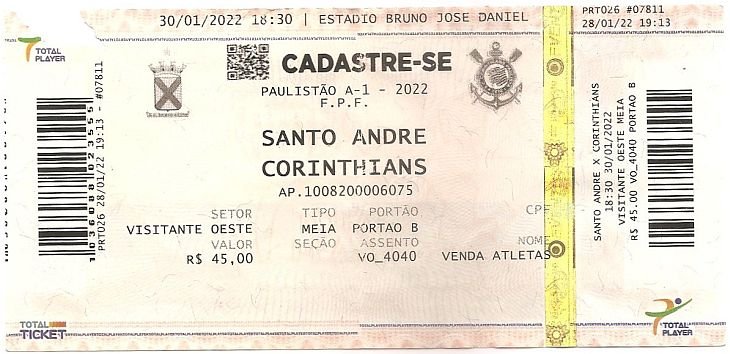 30/01/2022 18:30 | ESTADIO BRUNO JOSE DANIEL
TOTAL
PLAYER
CADASTRE-SE
PAULISTÃO A-1 - 2022
F.P.F.
SANTO ANDRE
CORINTHIANS
AP.1008200006075
SETOR TIPO PORTÃO CPF
VISITANTE OESTE MEIA PORTAO B
VALOR SEÇÃO ASSENTO NOME
R$ 45,00 VO_4040 VENDA ATLETAS
PRT026 28/01/22 19:13 - #07811
TOTAL
TICKET
PRT026 #07811
28/01/22 19:13
SANTO ANDRE X CORINTHIANS
18:30 30/01/2022
VISITANTE OESTE MEIA
R$ 45.00 VO_4040 PORTAO B
TOTAL
PLAYER